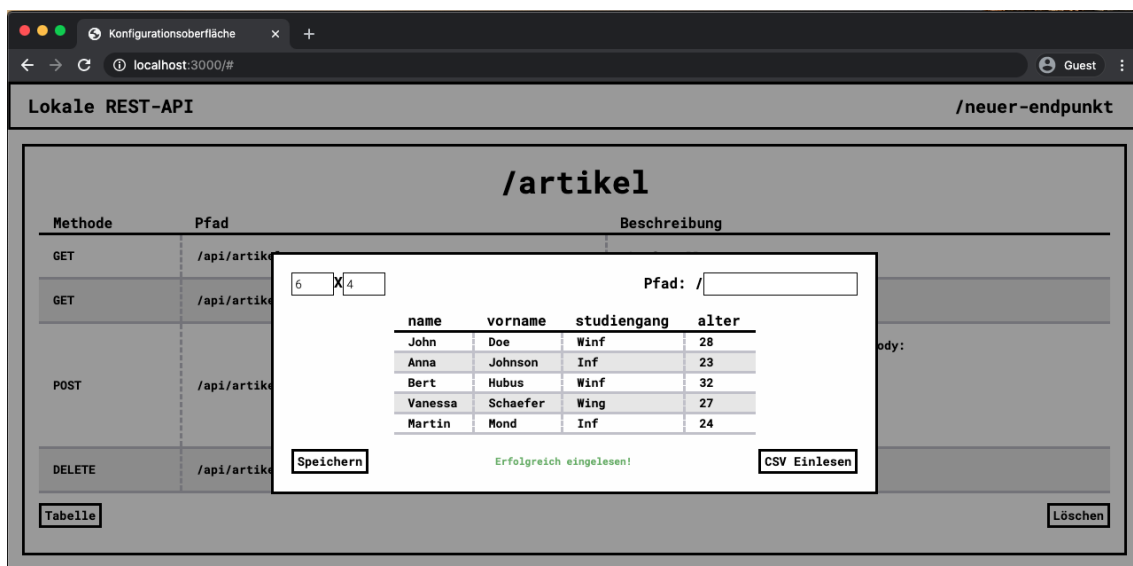 Konfigurationsoberfläche
localhost:3000/#
Guest
Lokale REST-API /neuer-endpunkt
/artikel
Methode Pfad Beschreibung
GET
GET
POST
DELETE
ody:
6 X 4 Pfad: /
name vorname studiengang alter
John Doe Winf 28
Anna Johnson Inf 23
Bert Hubus Winf 32
Vanessa Schaefer Wing 27
Martin Mond Inf 24
Speichern Erfolgreich eingelesen! CSV Einlesen
Tabelle Löschen